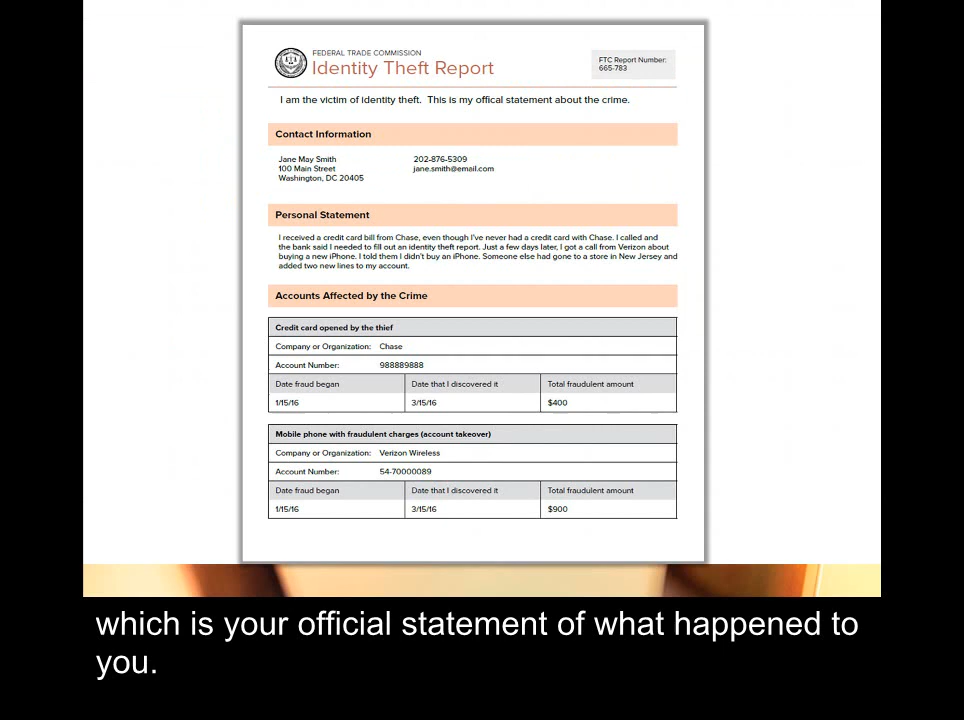 FEDERAL TRADE COMMISSION
Identity Theft Report
FTC Report Number:
665-783
I am the victim of identity theft.  This is my offical statement about the crime.
Contact Information
Jane May Smith
100 Main Street
Washington, DC 20405
202-876-5309
jane.smith@email.com
Personal Statement
I received a credit card bill from Chase, even though I've never had a credit card with Chase. I called and
the bank said I needed to fill out an identity theft report. Just a few days later, I got a call from Verizon about
buying a new iPhone. I told them I didn't buy an iPhone. Someone else had gone to a store in New Jersey and
added two new lines to my account.
Accounts Affected by the Crime
Credit card opened by the thief
Company or Organization: Chase
Account Number: 988889888
Date fraud began Date that I discovered it Total fraudulent amount
1/15/16 3/15/16 $400
Mobile phone with fraudulent charges (account takeover)
Company or Organization: Verizon Wireless
Account Number: 54-70000089
Date fraud began Date that I discovered it Total fraudulent amount
1/15/16 3/15/16 $900
which is your official statement of what happened to
you.